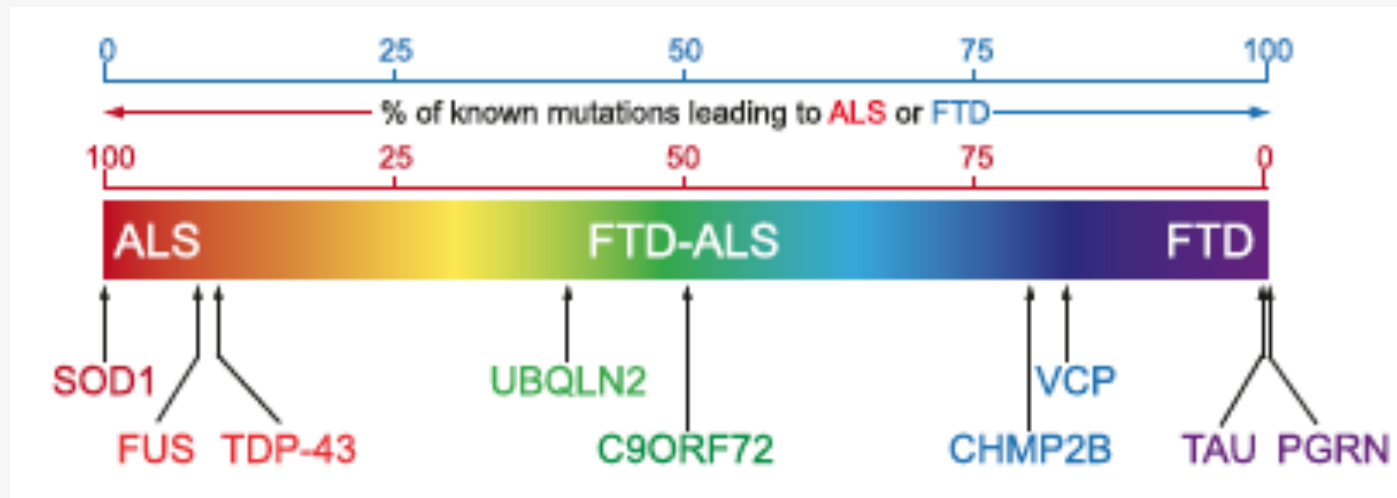 0 25 50 75 100
% of known mutations leading to ALS or FTD
100 25 50 75 0
ALS FTD-ALS FTD
SOD1 UBQLN2 VCP
FUS TDP-43 C9ORF72 CHMP2B TAU PGRN